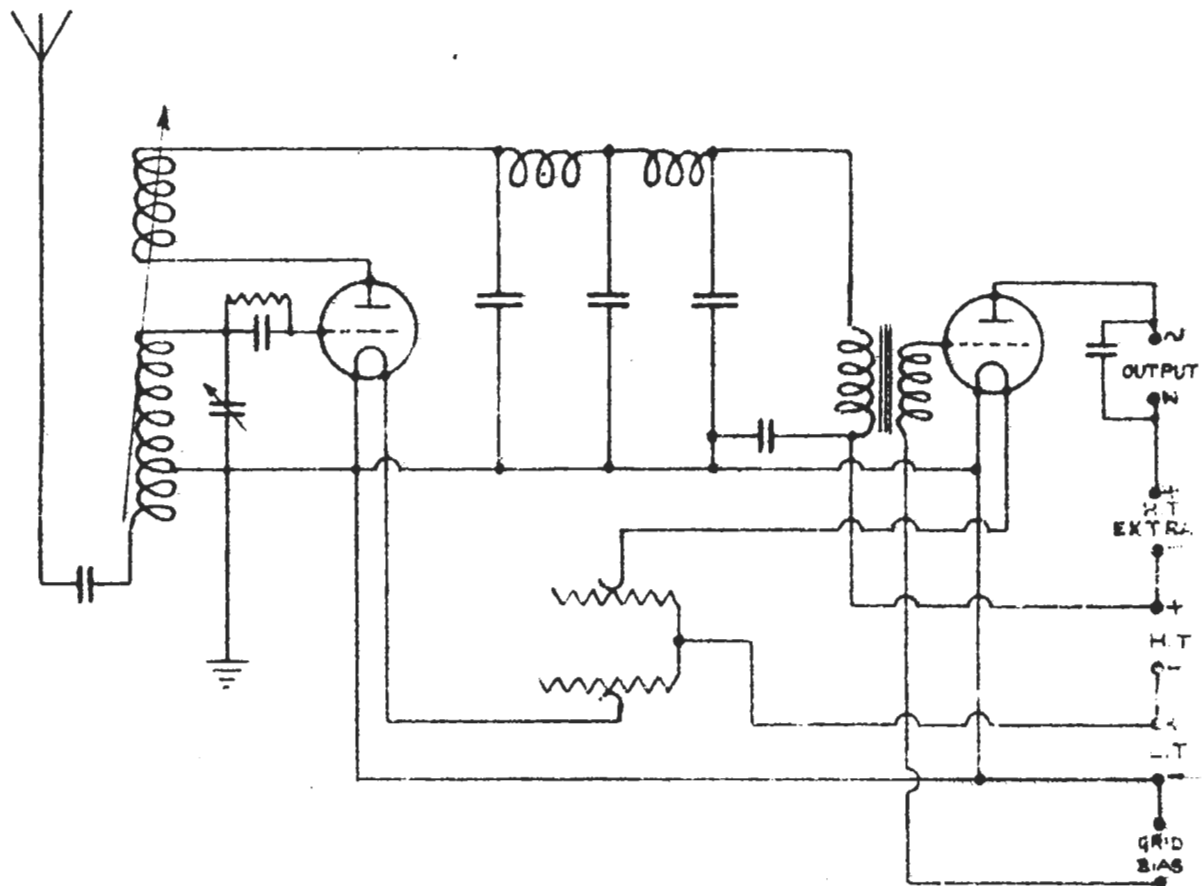 OUTPUT
+
H.T
EXTRA
-
+
H.T
-
L.T
-
GRID
BIAS